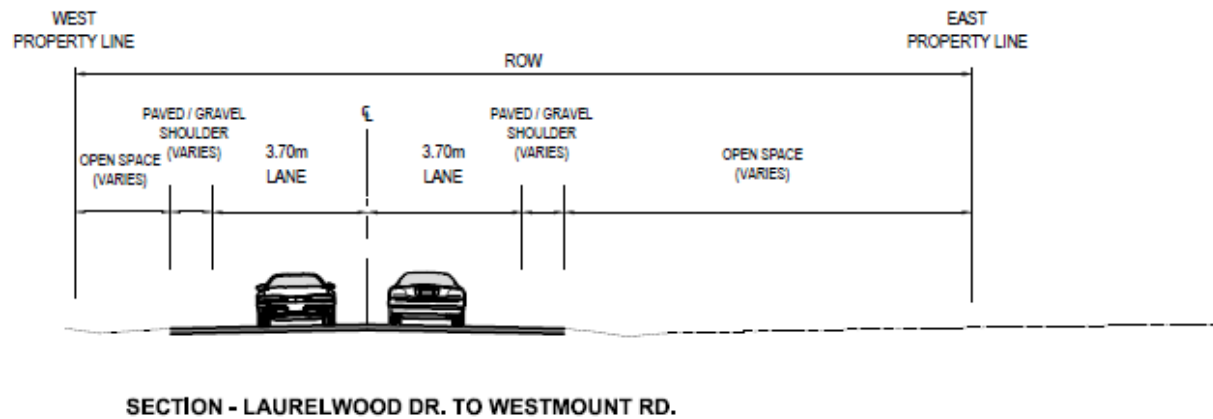 WEST
PROPERTY LINE
EAST
PROPERTY LINE
ROW
PAVED / GRAVEL
SHOULDER
(VARIES)
℄
PAVED / GRAVEL
SHOULDER
(VARIES)
OPEN SPACE
(VARIES)
3.70m
LANE
3.70m
LANE
OPEN SPACE
(VARIES)
SECTION - LAURELWOOD DR. TO WESTMOUNT RD.